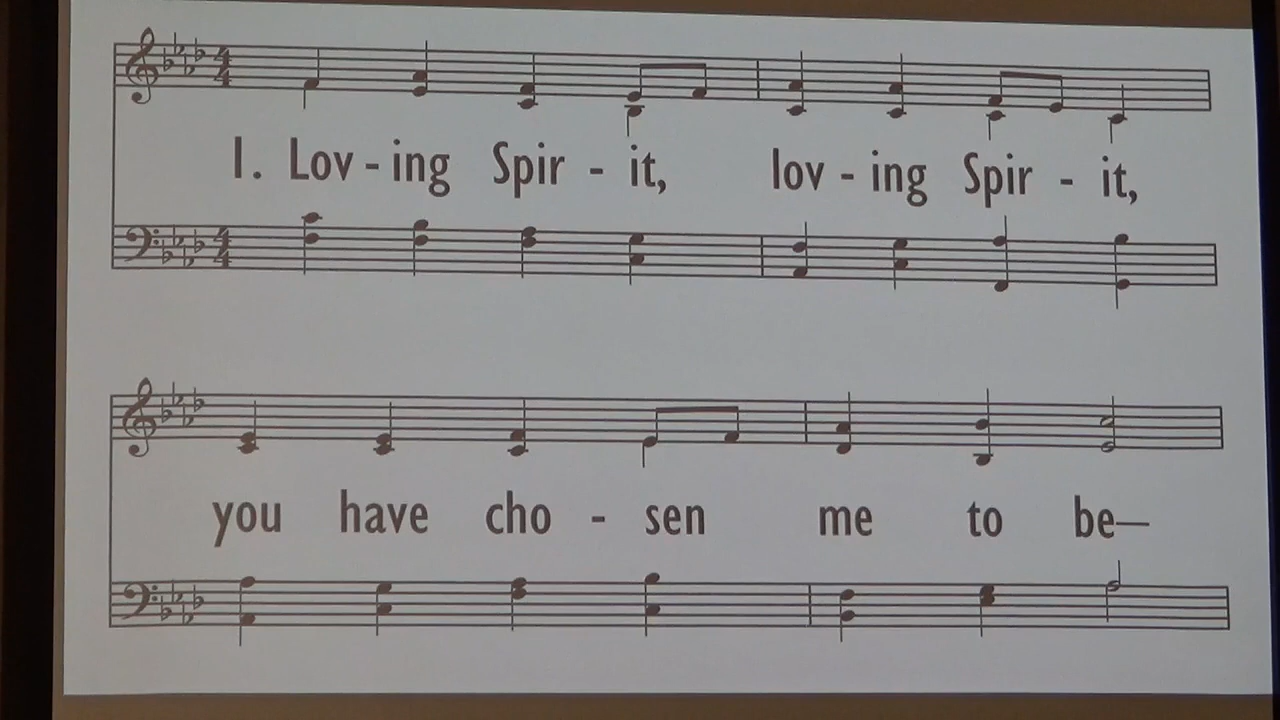 1. Lov - ing Spir - it, lov - ing Spir - it,
you have cho - sen me to be—